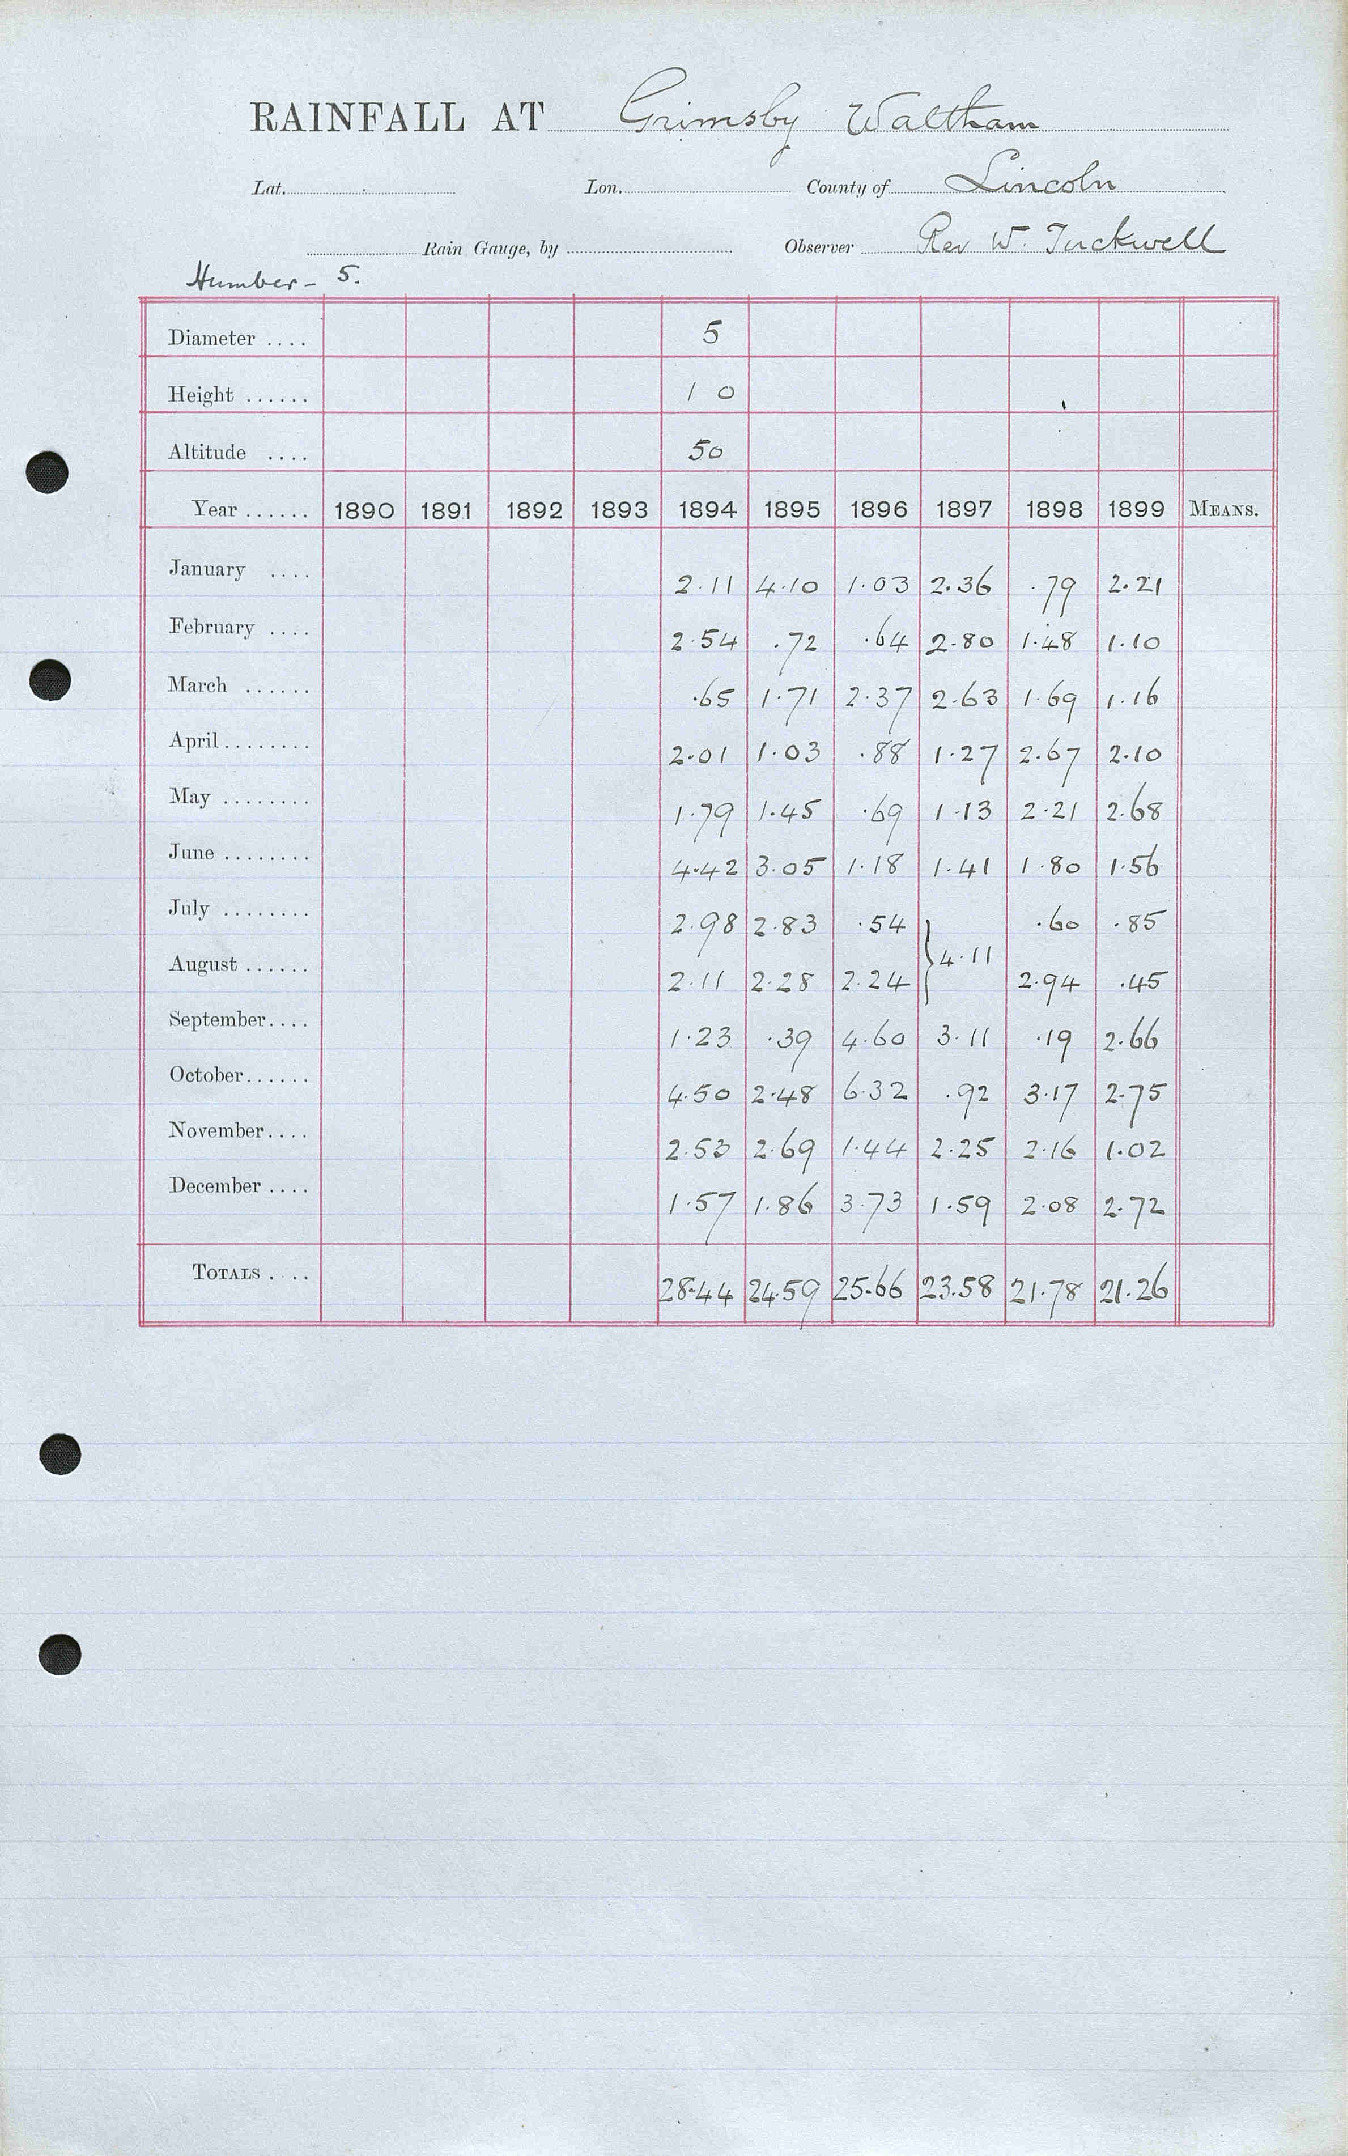 RAINFALL AT Grimsby Waltham
Lat. Lon. County of Lincoln
Rain Gauge, by Observer Rev W. Tuckwell
Humber - 5.
Diameter .... 5
Height ...... 1 0
Altitude .... 50
Year ...... 1890 1891 1892 1893 1894 1895 1896 1897 1898 1899 MEANS.
January .... 2.11 4.10 1.03 2.36 .79 2.21
February .... 2.54 .72 .64 2.80 1.48 1.10
March ...... .65 1.71 2.37 2.63 1.69 1.16
April ........ 2.01 1.03 .88 1.27 2.67 2.10
May ........ 1.79 1.45 .69 1.13 2.21 2.68
June ........ 4.42 3.05 1.18 1.41 1.80 1.56
July ........ 2.98 2.83 .54 } 4.11 .60 .85
August ...... 2.11 2.28 2.24 2.94 .45
September.... 1.23 .39 4.60 3.11 .19 2.66
October...... 4.50 2.48 6.32 .92 3.17 2.75
November.... 2.53 2.69 1.44 2.25 2.16 1.02
December .... 1.57 1.86 3.73 1.59 2.08 2.72
TOTALS .... 28.44 24.59 25.66 23.58 21.78 21.26